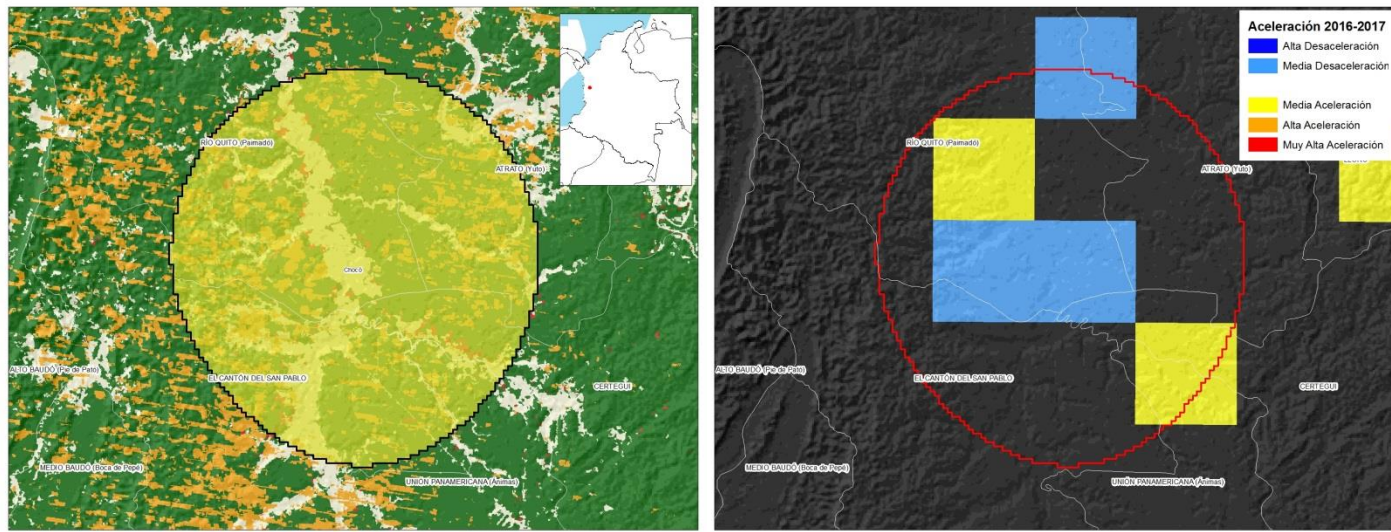 RÍO QUITO (Paimadó)
ATRATO (Yuto)
Chocó
ALTO BAUDÓ (Pie de Pató)
EL CANTÓN DEL SAN PABLO
CERTEGUI
MEDIO BAUDÓ (Boca de Pepé)
UNIÓN PANAMERICANA (Ánimas)
Aceleración 2016-2017
Alta Desaceleración
Media Desaceleración
Media Aceleración
Alta Aceleración
Muy Alta Aceleración
RÍO QUITO (Paimadó)
ATRATO (Yuto)
ALTO BAUDÓ (Pie de Pató)
EL CANTÓN DEL SAN PABLO
CERTEGUI
MEDIO BAUDÓ (Boca de Pepé)
UNIÓN PANAMERICANA (Ánimas)